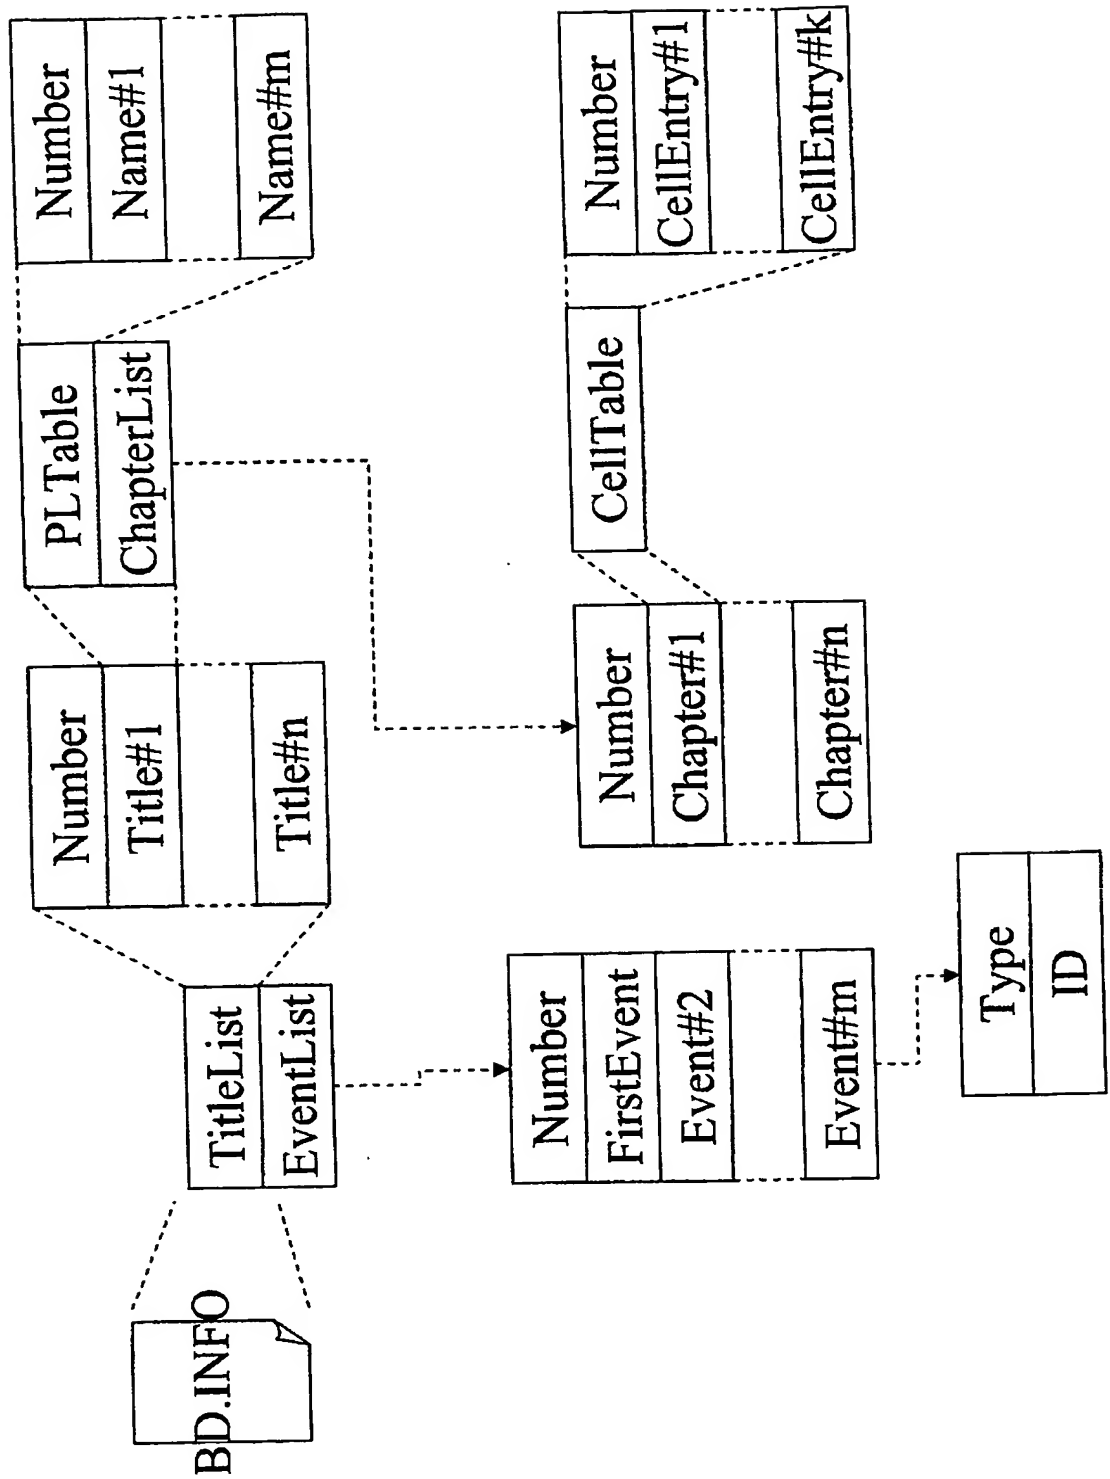 BD.INFO
TitleList
EventList
Number
Title#1
Title#n
PLTable
ChapterList
Number
Name#1
Name#m
Number
FirstEvent
Event#2
Event#m
Type
ID
Number
Chapter#1
Chapter#n
CellTable
Number
CellEntry#1
CellEntry#k